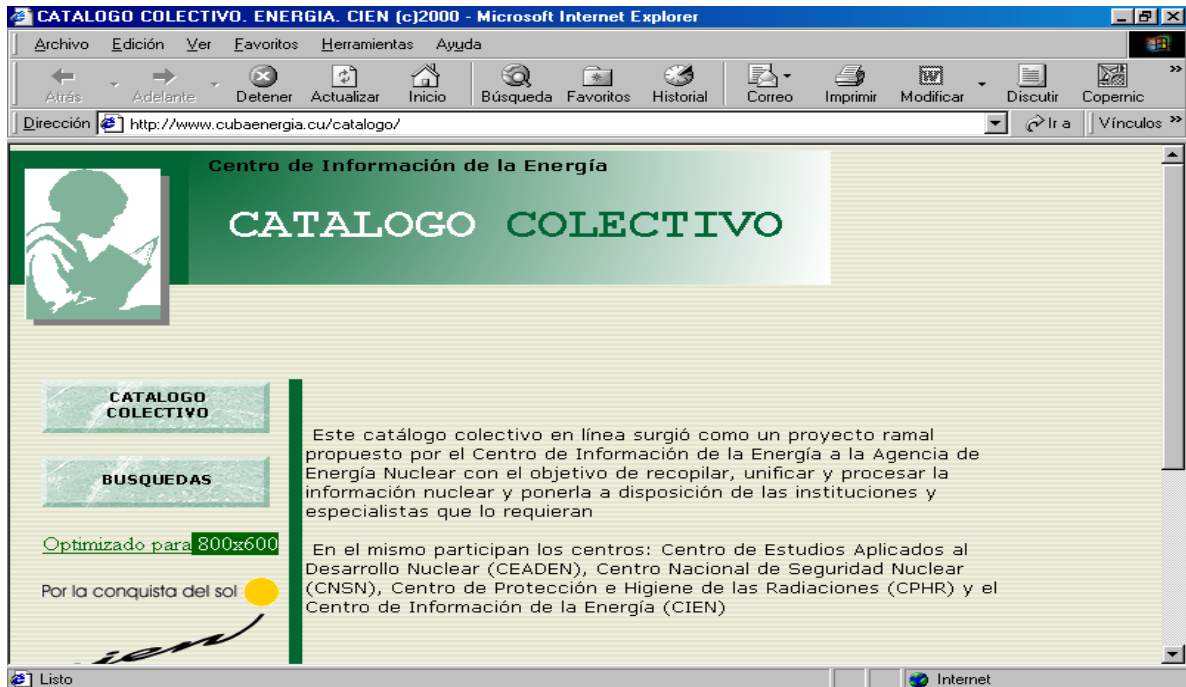 CATALOGO COLECTIVO. ENERGIA. CIEN (c)2000 - Microsoft Internet Explorer
Archivo Edición Ver Favoritos Herramientas Ayuda
Atrás Adelante Detener Actualizar Inicio Búsqueda Favoritos Historial Correo Imprimir Modificar Discutir Copernic
Dirección http://www.cubaenergia.cu/catalogo/ Ir a Vínculos
Centro de Información de la Energía
CATALOGO COLECTIVO
CATALOGO
COLECTIVO
BUSQUEDAS
Optimizado para 800x600
Por la conquista del sol
cien
Este catálogo colectivo en línea surgió como un proyecto ramal
propuesto por el Centro de Información de la Energía a la Agencia de
Energía Nuclear con el objetivo de recopilar, unificar y procesar la
información nuclear y ponerla a disposición de las instituciones y
especialistas que lo requieran
En el mismo participan los centros: Centro de Estudios Aplicados al
Desarrollo Nuclear (CEADEN), Centro Nacional de Seguridad Nuclear
(CNSN), Centro de Protección e Higiene de las Radiaciones (CPHR) y el
Centro de Información de la Energía (CIEN)
Listo Internet